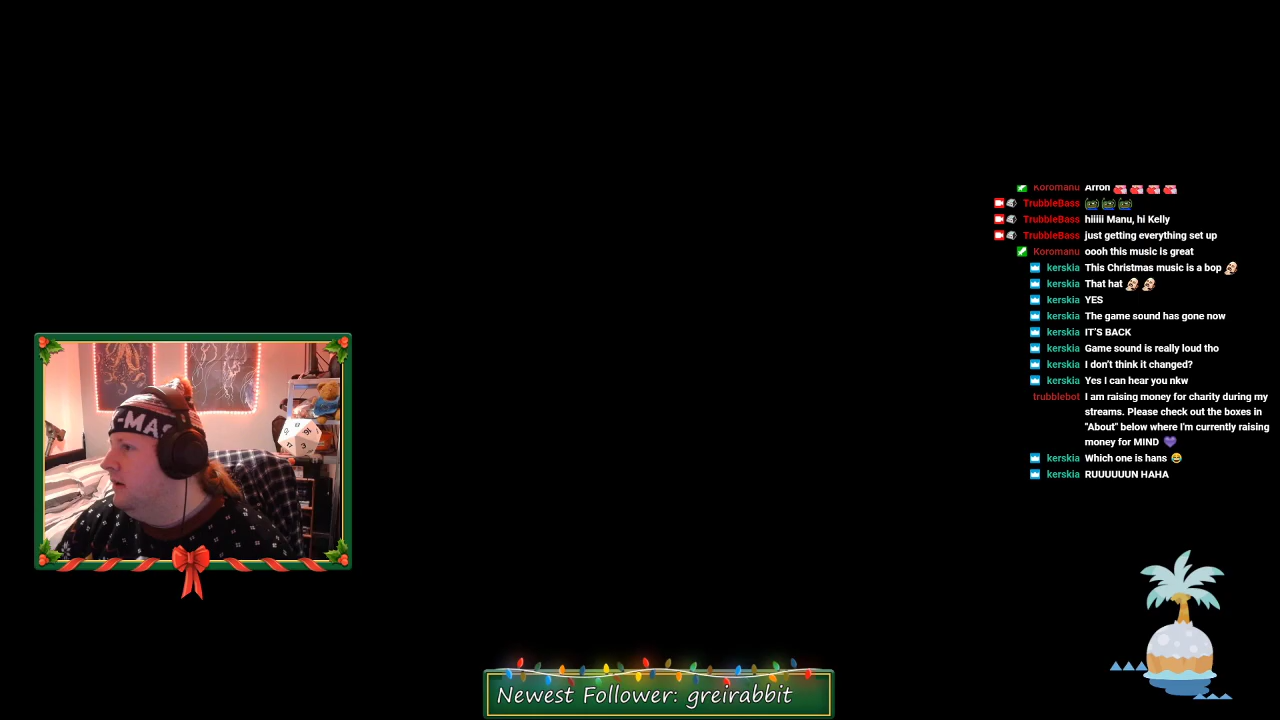 Koromanu Arron
TrubbleBass
TrubbleBass hiiiii Manu, hi Kelly
TrubbleBass just getting everything set up
Koromanu oooh this music is great
kerskia This Christmas music is a bop
kerskia That hat
kerskia YES
kerskia The game sound has gone now
kerskia IT'S BACK
kerskia Game sound is really loud tho
kerskia I don't think it changed?
kerskia Yes I can hear you nkw
trubblebot I am raising money for charity during my
streams. Please check out the boxes in
"About" below where I'm currently raising
money for MIND
kerskia Which one is hans
kerskia RUUUUUUN HAHA
-MAS
Newest Follower: greirabbit